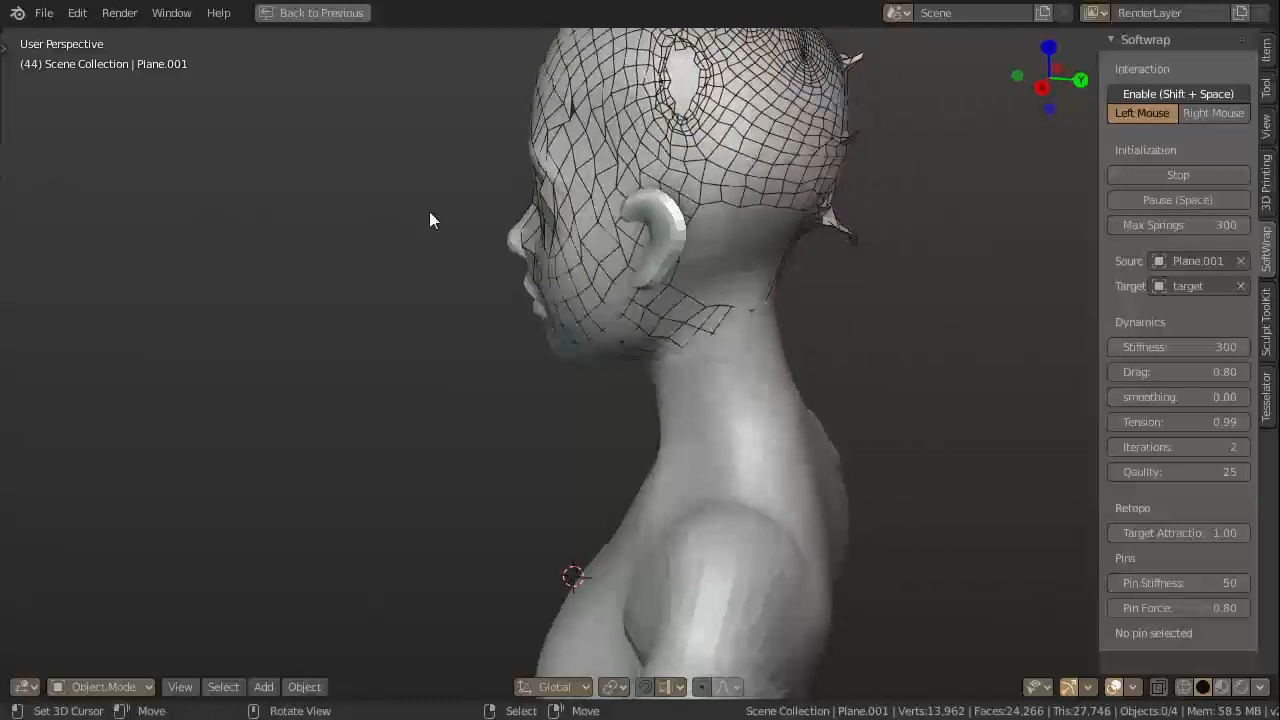 File Edit Render Window Help Back to Previous Scene RenderLayer
User Perspective
(44) Scene Collection | Plane.001
Y
Softwrap
Interaction
Enable (Shift + Space)
Left Mouse Right Mouse
Initialization
Stop
Pause (Space)
Max Springs: 300
Sourc Plane.001
Target target
Dynamics
Stiffness: 300
Drag: 0.80
smoothing: 0.00
Tension: 0.99
Iterations: 2
Qaulity: 25
Retopo
Target Attractio: 1.00
Pins
Pin Stiffness: 50
Pin Force: 0.80
No pin selected
Item
Tool
View
3D Printing
SoftWrap
Sculpt ToolKit
Tesselator
Object Mode View Select Add Object Global
Set 3D Cursor Move Rotate View Select Move Scene Collection | Plane.001 | Verts:13,962 | Faces:24,266 | Tris:27,746 | Objects:0/4 | Mem: 58.5 MB | v